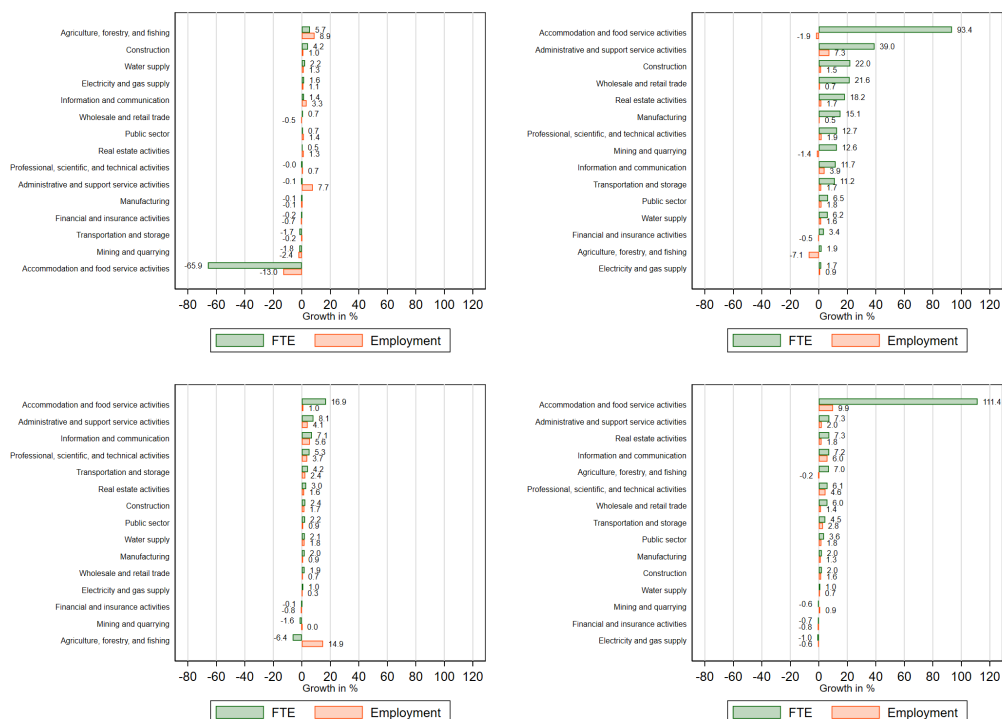 Agriculture, forestry, and fishing 5.7 8.9
Construction 4.2 1.0
Water supply 2.2 1.3
Electricity and gas supply 1.6 1.1
Information and communication 1.4 3.3
Wholesale and retail trade 0.7 -0.5
Public sector 0.7 1.4
Real estate activities 0.5 1.3
Professional, scientific, and technical activities -0.0 0.7
Administrative and support service activities -0.1 7.7
Manufacturing -0.1 -0.1
Financial and insurance activities -0.2 -0.7
Transportation and storage -1.7 -0.2
Mining and quarrying -1.8 -2.4
Accommodation and food service activities -65.9 -13.0
-80 -60 -40 -20 0 20 40 60 80 100 120
Growth in %
FTE Employment
Accommodation and food service activities 93.4 -1.9
Administrative and support service activities 39.0 7.3
Construction 22.0 1.5
Wholesale and retail trade 21.6 0.7
Real estate activities 18.2 1.7
Manufacturing 15.1 0.5
Professional, scientific, and technical activities 12.7 1.9
Mining and quarrying 12.6 -1.4
Information and communication 11.7 3.9
Transportation and storage 11.2 1.7
Public sector 6.5 1.8
Water supply 6.2 1.6
Financial and insurance activities 3.4 -0.5
Agriculture, forestry, and fishing 1.9 -7.1
Electricity and gas supply 1.7 0.9
-80 -60 -40 -20 0 20 40 60 80 100 120
Growth in %
FTE Employment
Accommodation and food service activities 16.9 1.0
Administrative and support service activities 8.1 4.1
Information and communication 7.1 5.6
Professional, scientific, and technical activities 5.3 3.7
Transportation and storage 4.2 2.4
Real estate activities 3.0 1.6
Construction 2.4 1.7
Public sector 2.2 0.9
Water supply 2.1 1.8
Manufacturing 2.0 0.9
Wholesale and retail trade 1.9 0.7
Electricity and gas supply 1.0 0.3
Financial and insurance activities -0.1 -0.8
Mining and quarrying -1.6 0.0
Agriculture, forestry, and fishing -6.4 14.9
-80 -60 -40 -20 0 20 40 60 80 100 120
Growth in %
FTE Employment
Accommodation and food service activities 111.4 9.9
Administrative and support service activities 7.3 2.0
Real estate activities 7.3 1.8
Information and communication 7.2 6.0
Agriculture, forestry, and fishing 7.0 -0.2
Professional, scientific, and technical activities 6.1 4.6
Wholesale and retail trade 6.0 1.4
Transportation and storage 4.5 2.8
Public sector 3.6 1.8
Manufacturing 2.0 1.3
Construction 2.0 1.6
Water supply 1.0 0.7
Mining and quarrying -0.6 0.9
Financial and insurance activities -0.7 -0.8
Electricity and gas supply -1.0 -0.6
-80 -60 -40 -20 0 20 40 60 80 100 120
Growth in %
FTE Employment